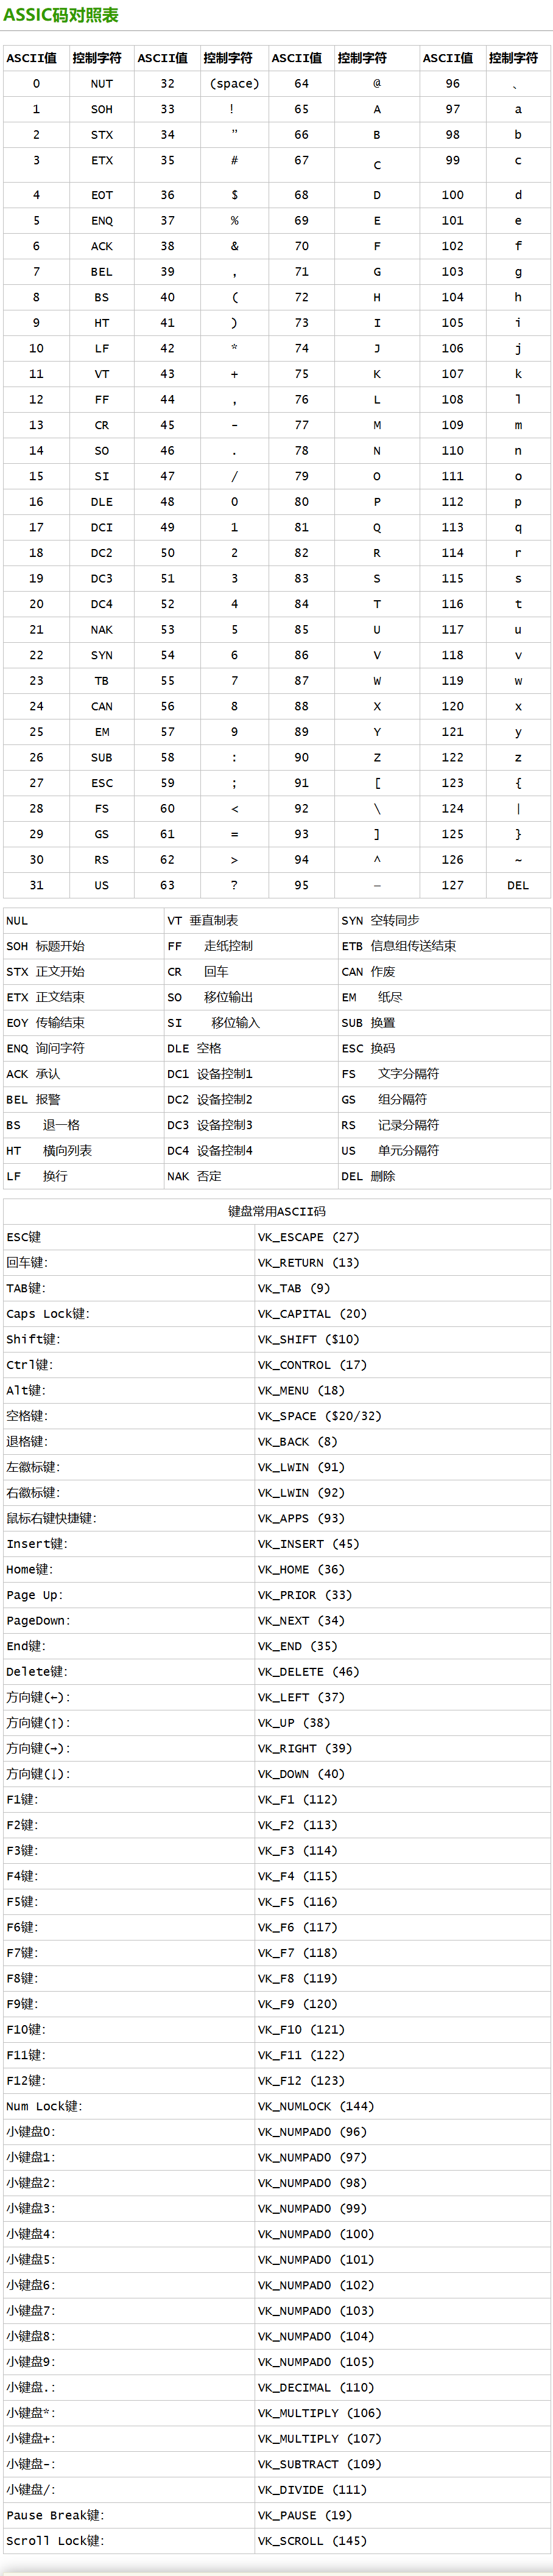 ASSIC码对照表
ASCII值 控制字符 ASCII值 控制字符 ASCII值 控制字符 ASCII值 控制字符
0 NUT 32 (space) 64 @ 96 、
1 SOH 33 ! 65 A 97 a
2 STX 34 ” 66 B 98 b
3 ETX 35 # 67 C 99 c
4 EOT 36 $ 68 D 100 d
5 ENQ 37 % 69 E 101 e
6 ACK 38 & 70 F 102 f
7 BEL 39 , 71 G 103 g
8 BS 40 ( 72 H 104 h
9 HT 41 ) 73 I 105 i
10 LF 42 * 74 J 106 j
11 VT 43 + 75 K 107 k
12 FF 44 , 76 L 108 l
13 CR 45 - 77 M 109 m
14 SO 46 . 78 N 110 n
15 SI 47 / 79 O 111 o
16 DLE 48 0 80 P 112 p
17 DCI 49 1 81 Q 113 q
18 DC2 50 2 82 R 114 r
19 DC3 51 3 83 S 115 s
20 DC4 52 4 84 T 116 t
21 NAK 53 5 85 U 117 u
22 SYN 54 6 86 V 118 v
23 TB 55 7 87 W 119 w
24 CAN 56 8 88 X 120 x
25 EM 57 9 89 Y 121 y
26 SUB 58 : 90 Z 122 z
27 ESC 59 ; 91 [ 123 {
28 FS 60 < 92 \ 124 |
29 GS 61 = 93 ] 125 }
30 RS 62 > 94 ^ 126 ~
31 US 63 ? 95 — 127 DEL
NUL VT 垂直制表 SYN 空转同步
SOH 标题开始 FF 走纸控制 ETB 信息组传送结束
STX 正文开始 CR 回车 CAN 作废
ETX 正文结束 SO 移位输出 EM 纸尽
EOY 传输结束 SI 移位输入 SUB 换置
ENQ 询问字符 DLE 空格 ESC 换码
ACK 承认 DC1 设备控制1 FS 文字分隔符
BEL 报警 DC2 设备控制2 GS 组分隔符
BS 退一格 DC3 设备控制3 RS 记录分隔符
HT 横向列表 DC4 设备控制4 US 单元分隔符
LF 换行 NAK 否定 DEL 删除
键盘常用ASCII码
ESC键 VK_ESCAPE (27)
回车键: VK_RETURN (13)
TAB键: VK_TAB (9)
Caps Lock键: VK_CAPITAL (20)
Shift键: VK_SHIFT ($10)
Ctrl键: VK_CONTROL (17)
Alt键: VK_MENU (18)
空格键: VK_SPACE ($20/32)
退格键: VK_BACK (8)
左徽标键: VK_LWIN (91)
右徽标键: VK_LWIN (92)
鼠标右键快捷键: VK_APPS (93)
Insert键: VK_INSERT (45)
Home键: VK_HOME (36)
Page Up: VK_PRIOR (33)
PageDown: VK_NEXT (34)
End键: VK_END (35)
Delete键: VK_DELETE (46)
方向键(←): VK_LEFT (37)
方向键(↑): VK_UP (38)
方向键(→): VK_RIGHT (39)
方向键(↓): VK_DOWN (40)
F1键: VK_F1 (112)
F2键: VK_F2 (113)
F3键: VK_F3 (114)
F4键: VK_F4 (115)
F5键: VK_F5 (116)
F6键: VK_F6 (117)
F7键: VK_F7 (118)
F8键: VK_F8 (119)
F9键: VK_F9 (120)
F10键: VK_F10 (121)
F11键: VK_F11 (122)
F12键: VK_F12 (123)
Num Lock键: VK_NUMLOCK (144)
小键盘0: VK_NUMPAD0 (96)
小键盘1: VK_NUMPAD0 (97)
小键盘2: VK_NUMPAD0 (98)
小键盘3: VK_NUMPAD0 (99)
小键盘4: VK_NUMPAD0 (100)
小键盘5: VK_NUMPAD0 (101)
小键盘6: VK_NUMPAD0 (102)
小键盘7: VK_NUMPAD0 (103)
小键盘8: VK_NUMPAD0 (104)
小键盘9: VK_NUMPAD0 (105)
小键盘.: VK_DECIMAL (110)
小键盘*: VK_MULTIPLY (106)
小键盘+: VK_MULTIPLY (107)
小键盘-: VK_SUBTRACT (109)
小键盘/: VK_DIVIDE (111)
Pause Break键: VK_PAUSE (19)
Scroll Lock键: VK_SCROLL (145)